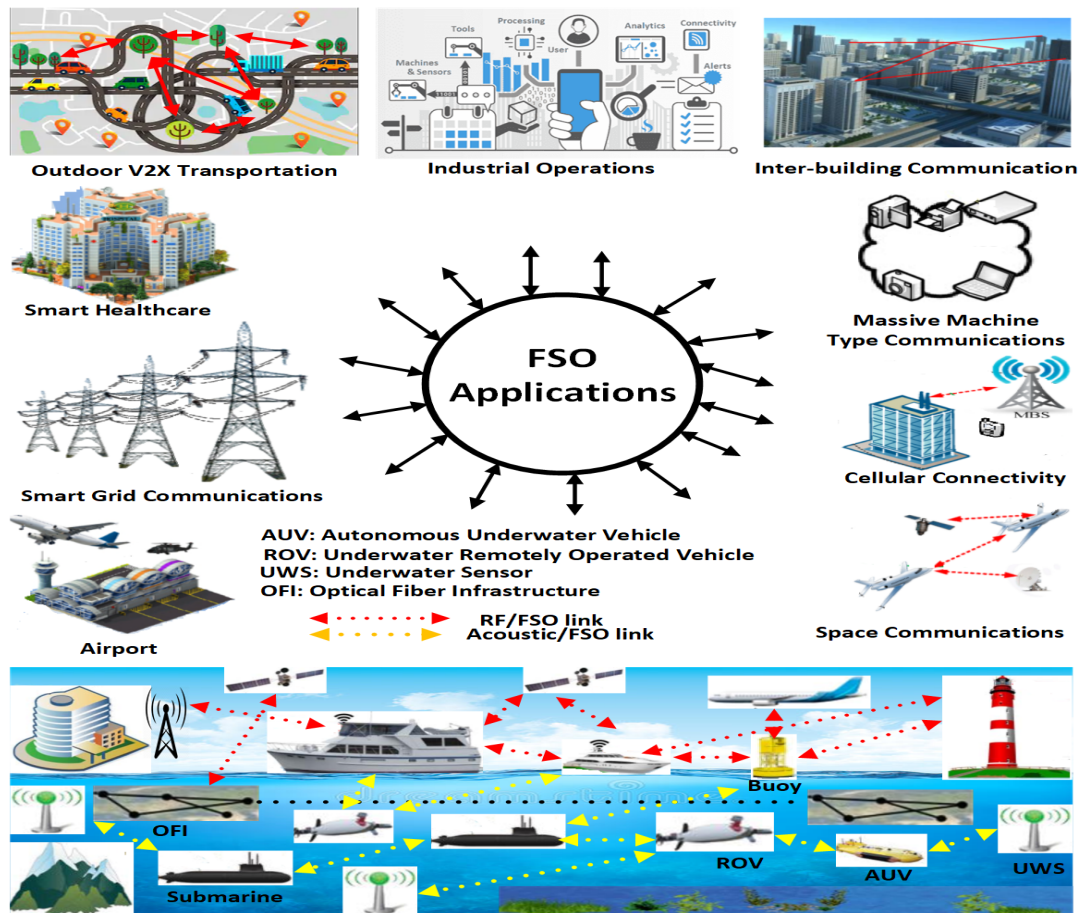 Tools
Processing
User
Analytics
Connectivity
Machines
& Sensors
Alerts
Outdoor V2X Transportation
Industrial Operations
Inter-building Communication
Smart Healthcare
Massive Machine
Type Communications
FSO
Applications
MBS
Cellular Connectivity
Smart Grid Communications
AUV: Autonomous Underwater Vehicle
ROV: Underwater Remotely Operated Vehicle
UWS: Underwater Sensor
OFI: Optical Fiber Infrastructure
RF/FSO link
Acoustic/FSO link
Airport
Space Communications
Buoy
OFI
Submarine
ROV
AUV
UWS